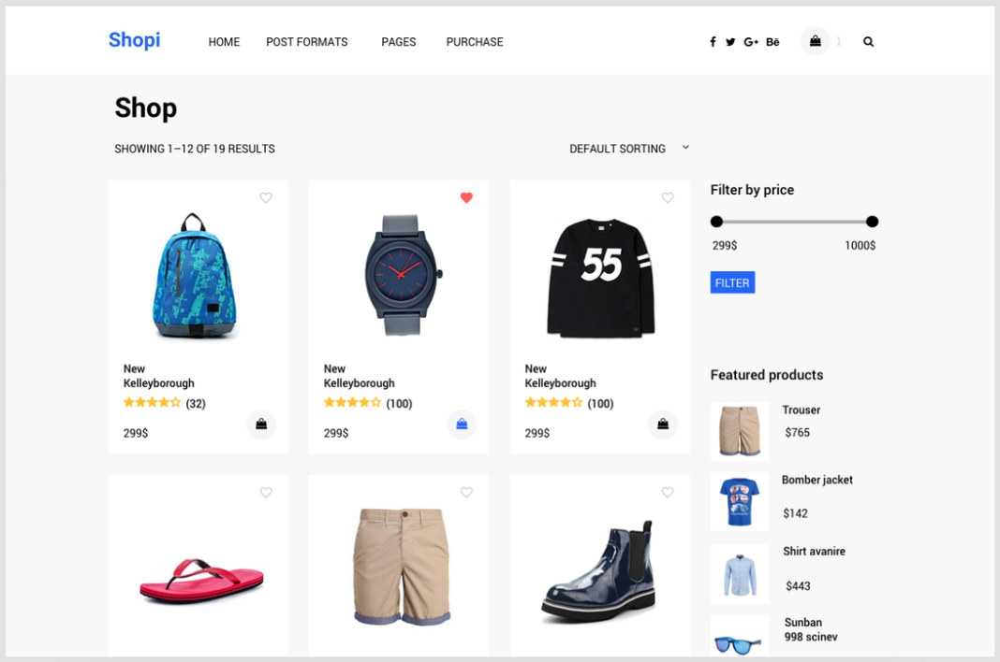 Shopi
HOME
POST FORMATS
PAGES
PURCHASE
G+
Bē
1
Shop
SHOWING 1–12 OF 19 RESULTS
DEFAULT SORTING
55
New
Kelleyborough
(32)
299$
New
Kelleyborough
(100)
299$
New
Kelleyborough
(100)
299$
Filter by price
299$
1000$
FILTER
Featured products
Trouser
$765
Bomber jacket
$142
Shirt avanire
$443
Sunban
998 scinev